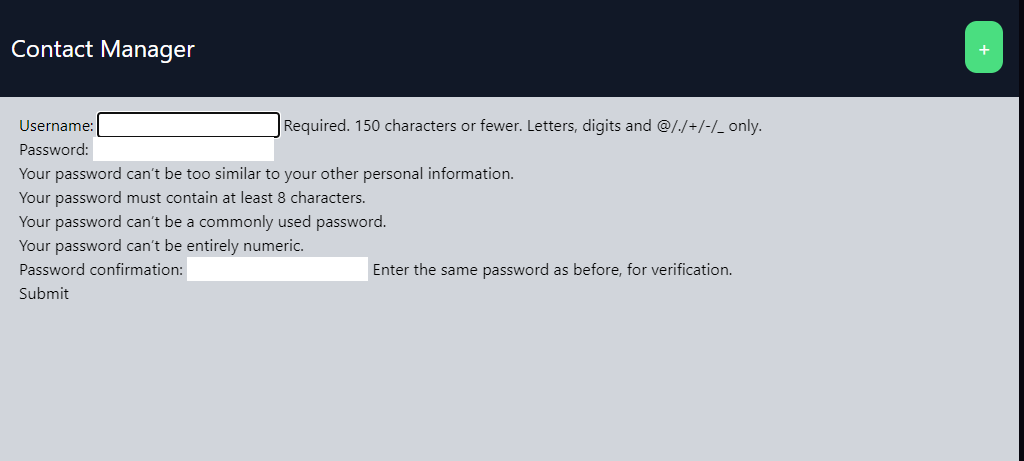 Contact Manager
+
Username: Required. 150 characters or fewer. Letters, digits and @/./+/-/_ only.
Password:
Your password can't be too similar to your other personal information.
Your password must contain at least 8 characters.
Your password can't be a commonly used password.
Your password can't be entirely numeric.
Password confirmation: Enter the same password as before, for verification.
Submit